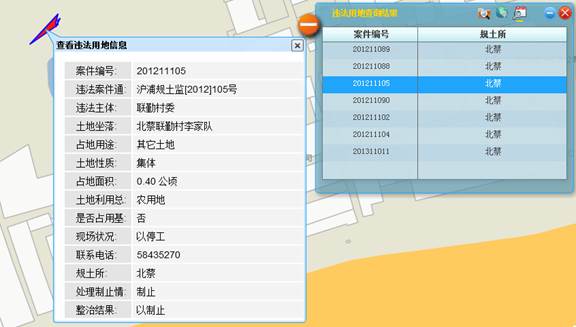 查看违法用地信息
案件编号: 201211105
违法案件通: 沪浦规土监[2012]105号
违法主体: 联勤村委
土地坐落: 北蔡联勤村李家队
占地用途: 其它土地
土地性质: 集体
占地面积: 0.40 公顷
土地利用总: 农用地
是否占用基: 否
现场状况: 以停工
联系电话: 58435270
规土所: 北蔡
处理制止情: 制止
整治结果: 以制止
违法用地查询结果
案件编号 规土所
201211089 北蔡
201211088 北蔡
201211105 北蔡
201211090 北蔡
201211102 北蔡
201211104 北蔡
201311011 北蔡